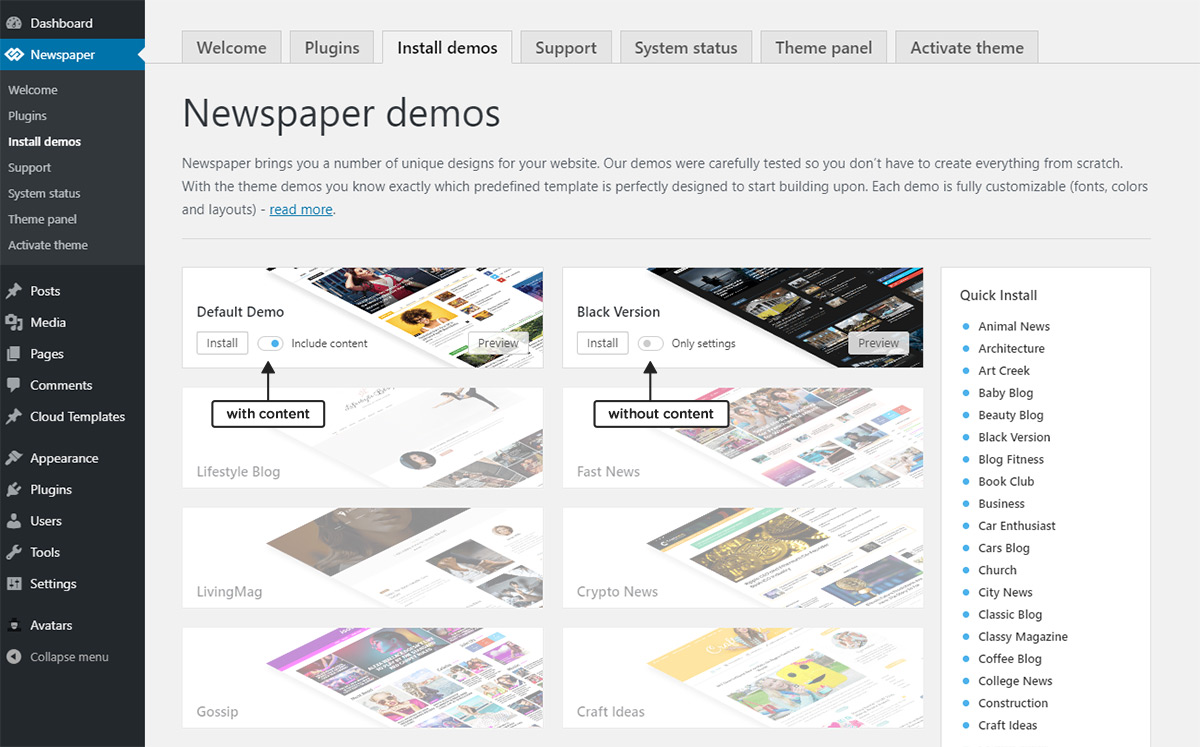 Dashboard
Newspaper
Welcome
Plugins
Install demos
Support
System status
Theme panel
Activate theme
Posts
Media
Pages
Comments
Cloud Templates
Appearance
Plugins
Users
Tools
Settings
Avatars
Collapse menu
Welcome
Plugins
Install demos
Support
System status
Theme panel
Activate theme
Newspaper demos
Newspaper brings you a number of unique designs for your website. Our demos were carefully tested so you don't have to create everything from scratch.
With the theme demos you know exactly which predefined template is perfectly designed to start building upon. Each demo is fully customizable (fonts, colors
and layouts) - read more.
Default Demo
Install
Include content
Preview
with content
Black Version
Install
Only settings
Preview
without content
Lifestyle Blog
Fast News
LivingMag
Crypto News
Gossip
Craft Ideas
Quick Install
Animal News
Architecture
Art Creek
Baby Blog
Beauty Blog
Black Version
Blog Fitness
Book Club
Business
Car Enthusiast
Cars Blog
Church
City News
Classic Blog
Classy Magazine
Coffee Blog
College News
Construction
Craft Ideas